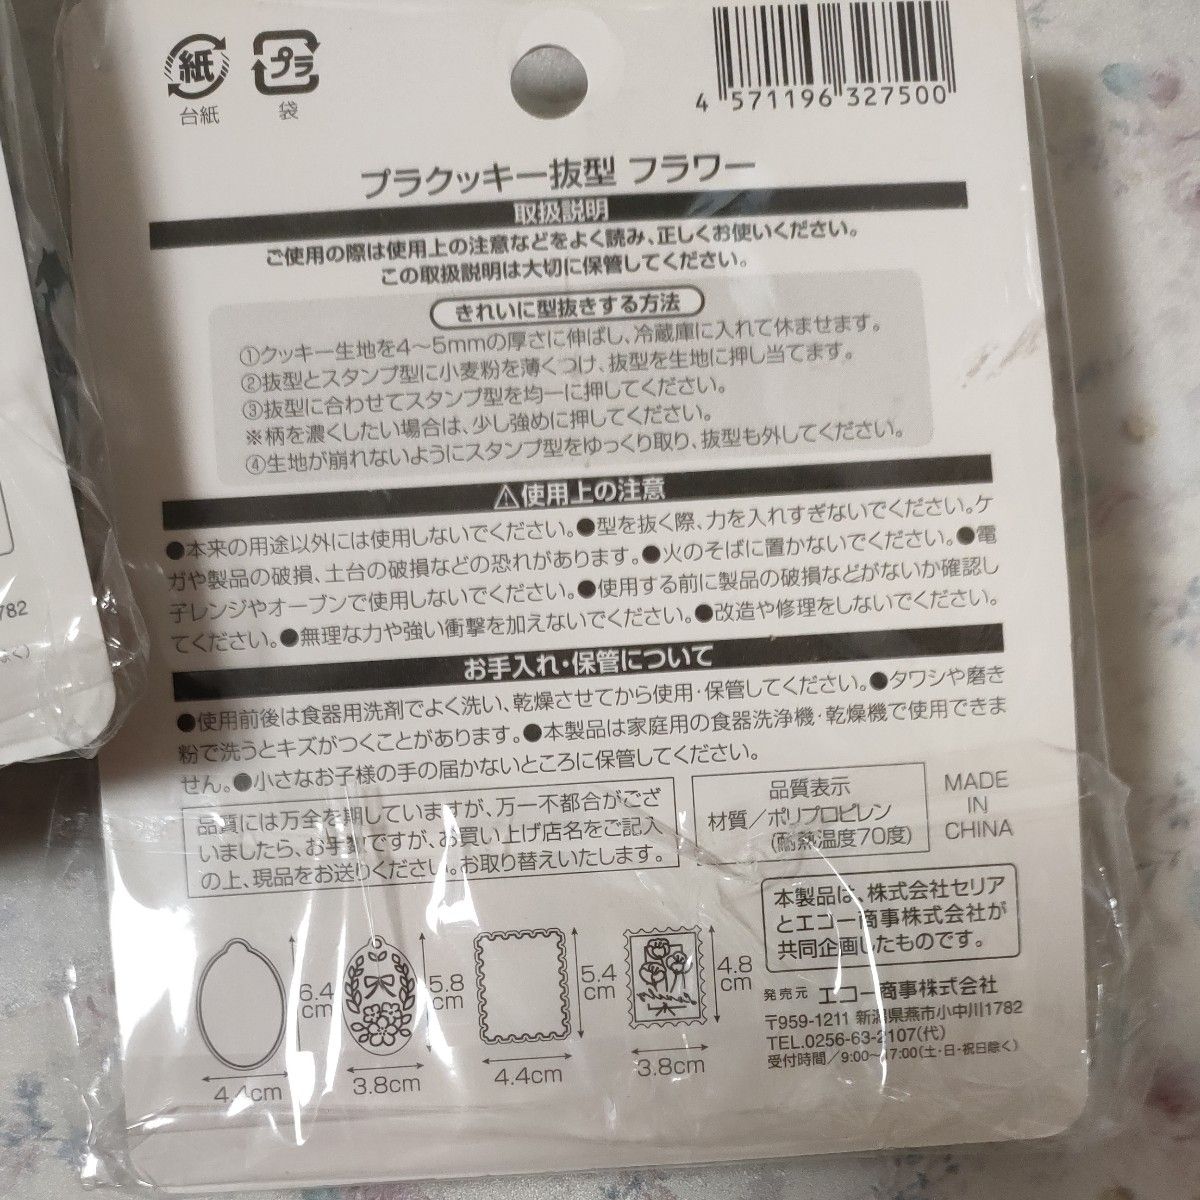 紙
プラ
台紙
袋
4 571196 327500
プラクッキー抜型 フラワー
取扱説明
ご使用の際は使用上の注意などをよく読み、正しくお使いください。
この取扱説明は大切に保管してください。
きれいに型抜きする方法
①クッキー生地を4～5mmの厚さに伸ばし、冷蔵庫に入れて休ませます。
②抜型とスタンプ型に小麦粉を薄くつけ、抜型を生地に押し当てます。
③抜型に合わせてスタンプ型を均一に押してください。
※柄を濃くしたい場合は、少し強めに押してください。
④生地が崩れないようにスタンプ型をゆっくり取り、抜型も外してください。
⚠使用上の注意
●本来の用途以外には使用しないでください。●型を抜く際、力を入れすぎないでください。ケ
ガや製品の破損、土台の破損などの恐れがあります。●火のそばに置かないでください。●電
子レンジやオーブンで使用しないでください。●使用する前に製品の破損などがないか確認し
てください。●無理な力や強い衝撃を加えないでください。●改造や修理をしないでください。
お手入れ・保管について
●使用前後は食器用洗剤でよく洗い、乾燥させてから使用・保管してください。●タワシや磨き
粉で洗うとキズがつくことがあります。●本製品は家庭用の食器洗浄機・乾燥機で使用できま
せん。●小さなお子様の手の届かないところに保管してください。
品質には万全を期していますが、万一不都合がござ
いましたら、お手数ですが、お買い上げ店名をご記入
の上、現品をお送りください。お取り替えいたします。
品質表示
材質／ポリプロピレン
(耐熱温度70度)
MADE
IN
CHINA
本製品は、株式会社セリア
とエコー商事株式会社が
共同企画したものです。
6.4
cm
4.4cm
5.8
cm
3.8cm
5.4
cm
4.4cm
4.8
cm
3.8cm
発売元 エコー商事株式会社
〒959-1211 新潟県燕市小中川1782
TEL.0256-63-2107(代)
受付時間／9:00～17:00(土・日・祝日除く)
782
く)